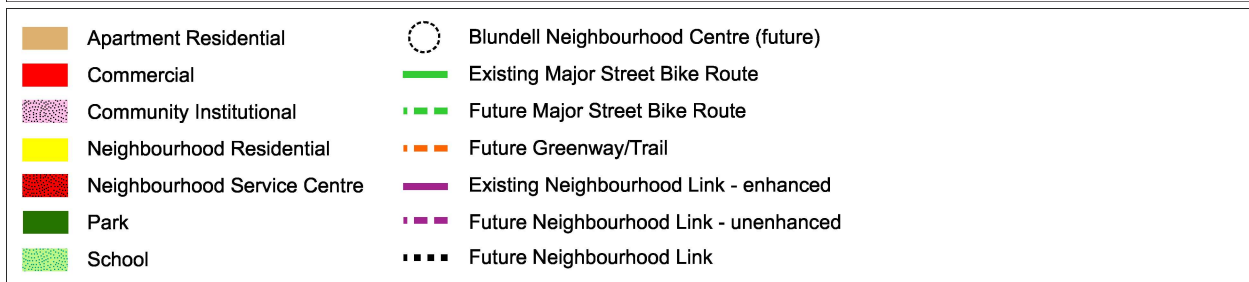 Apartment Residential
Commercial
Community Institutional
Neighbourhood Residential
Neighbourhood Service Centre
Park
School
Blundell Neighbourhood Centre (future)
Existing Major Street Bike Route
Future Major Street Bike Route
Future Greenway/Trail
Existing Neighbourhood Link - enhanced
Future Neighbourhood Link - unenhanced
Future Neighbourhood Link